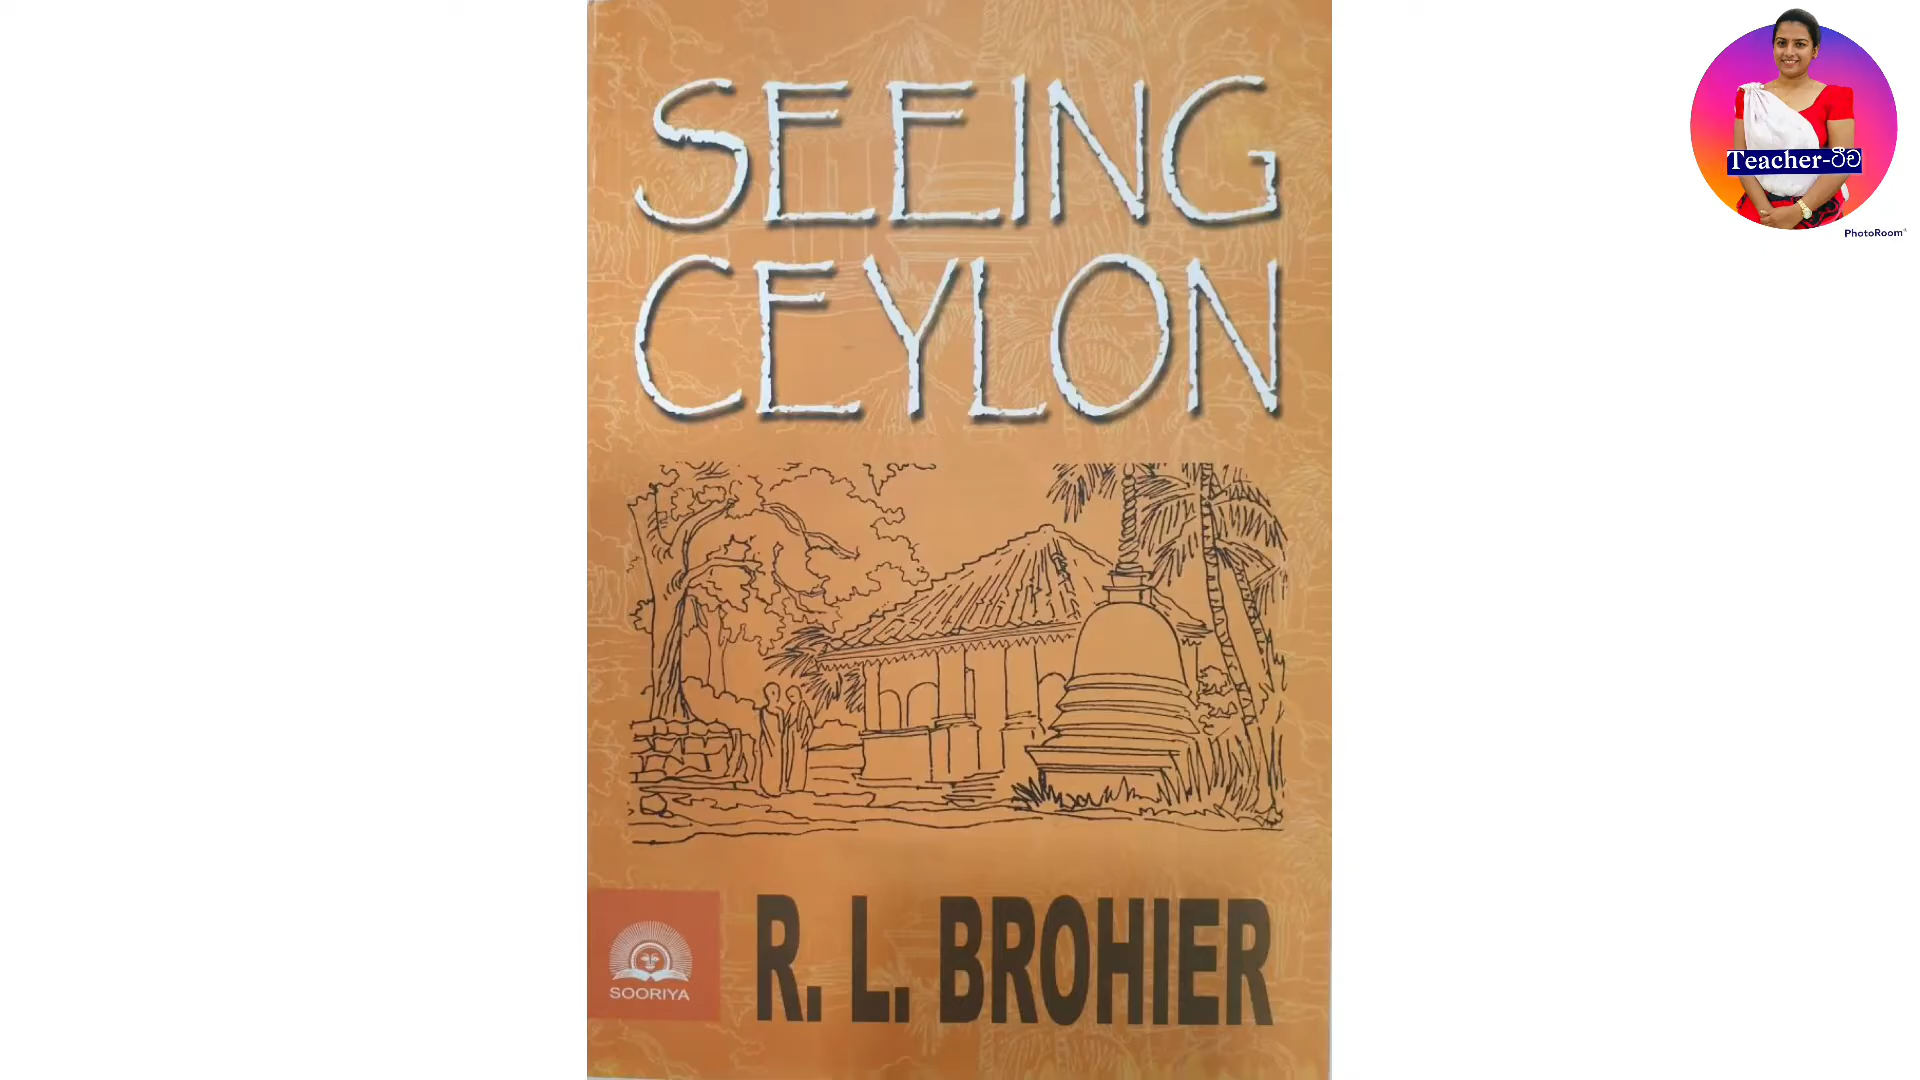 SEEING
CEYLON
Teacher-ටීච
PhotoRoom
SOORIYA
R. L. BROHIER